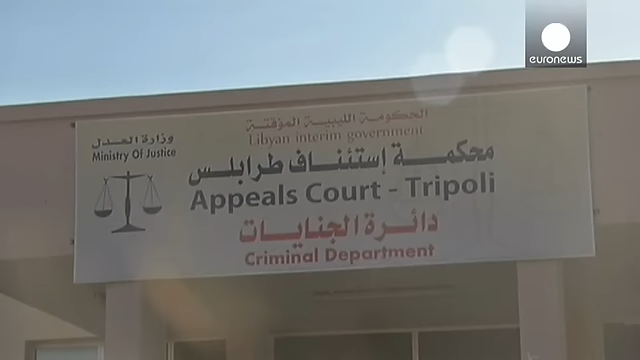 euronews
الحكومة الليبية المؤقتة
Libyan interim government
وزارة العدل
Ministry Of Justice
محكمة إستئناف طرابلس
Appeals Court - Tripoli
دائرة الجنايات
Criminal Department